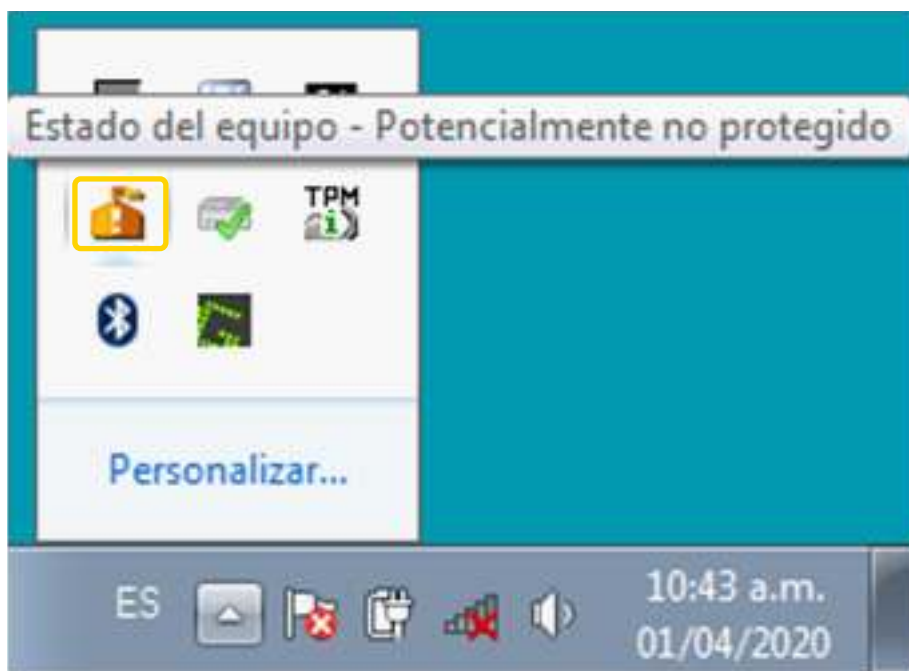 Estado del equipo - Potencialmente no protegido
TPM
Personalizar...
ES
10:43 a.m.
01/04/2020